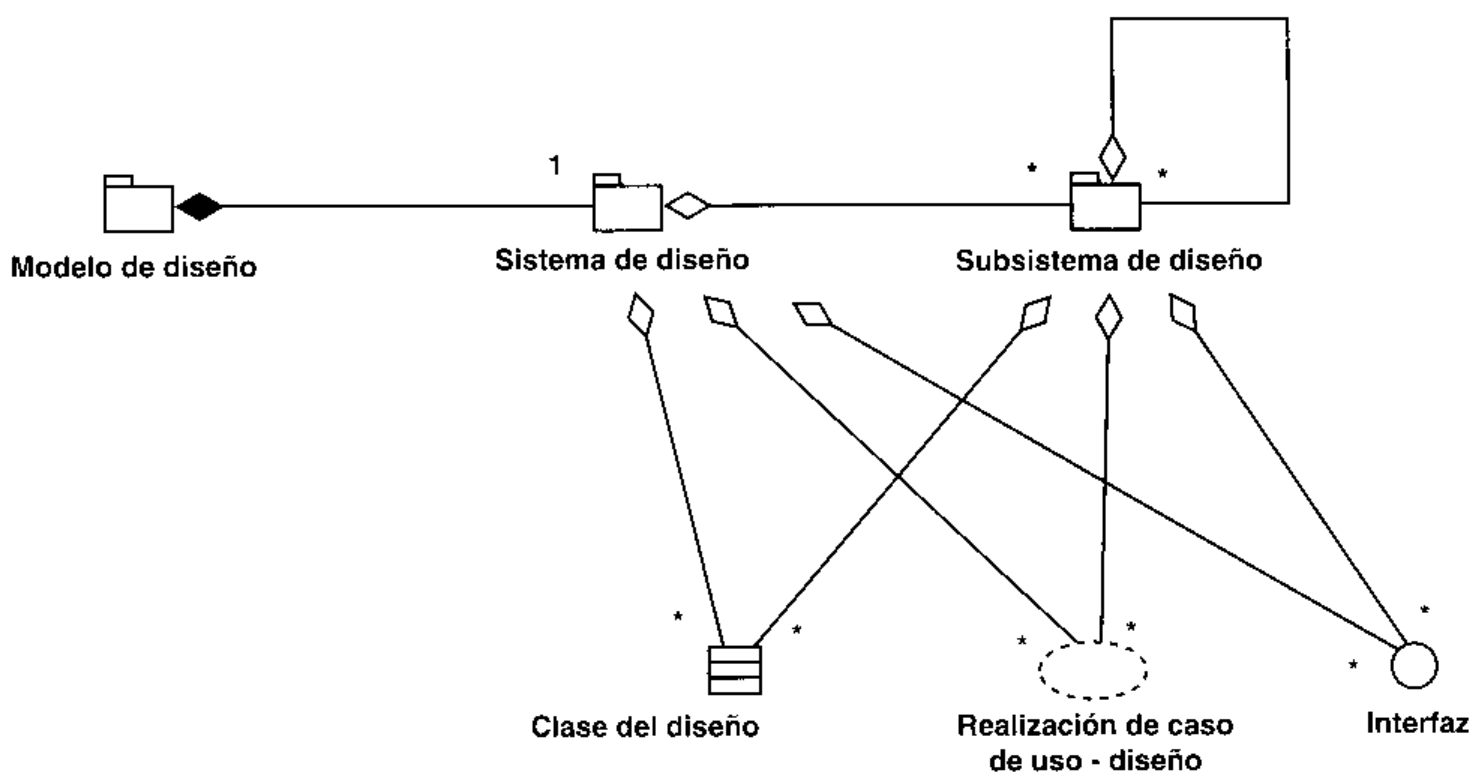 1
*
*
Modelo de diseño
Sistema de diseño
Subsistema de diseño
*
*
*
*
*
*
Clase del diseño
Realización de caso
de uso - diseño
Interfaz